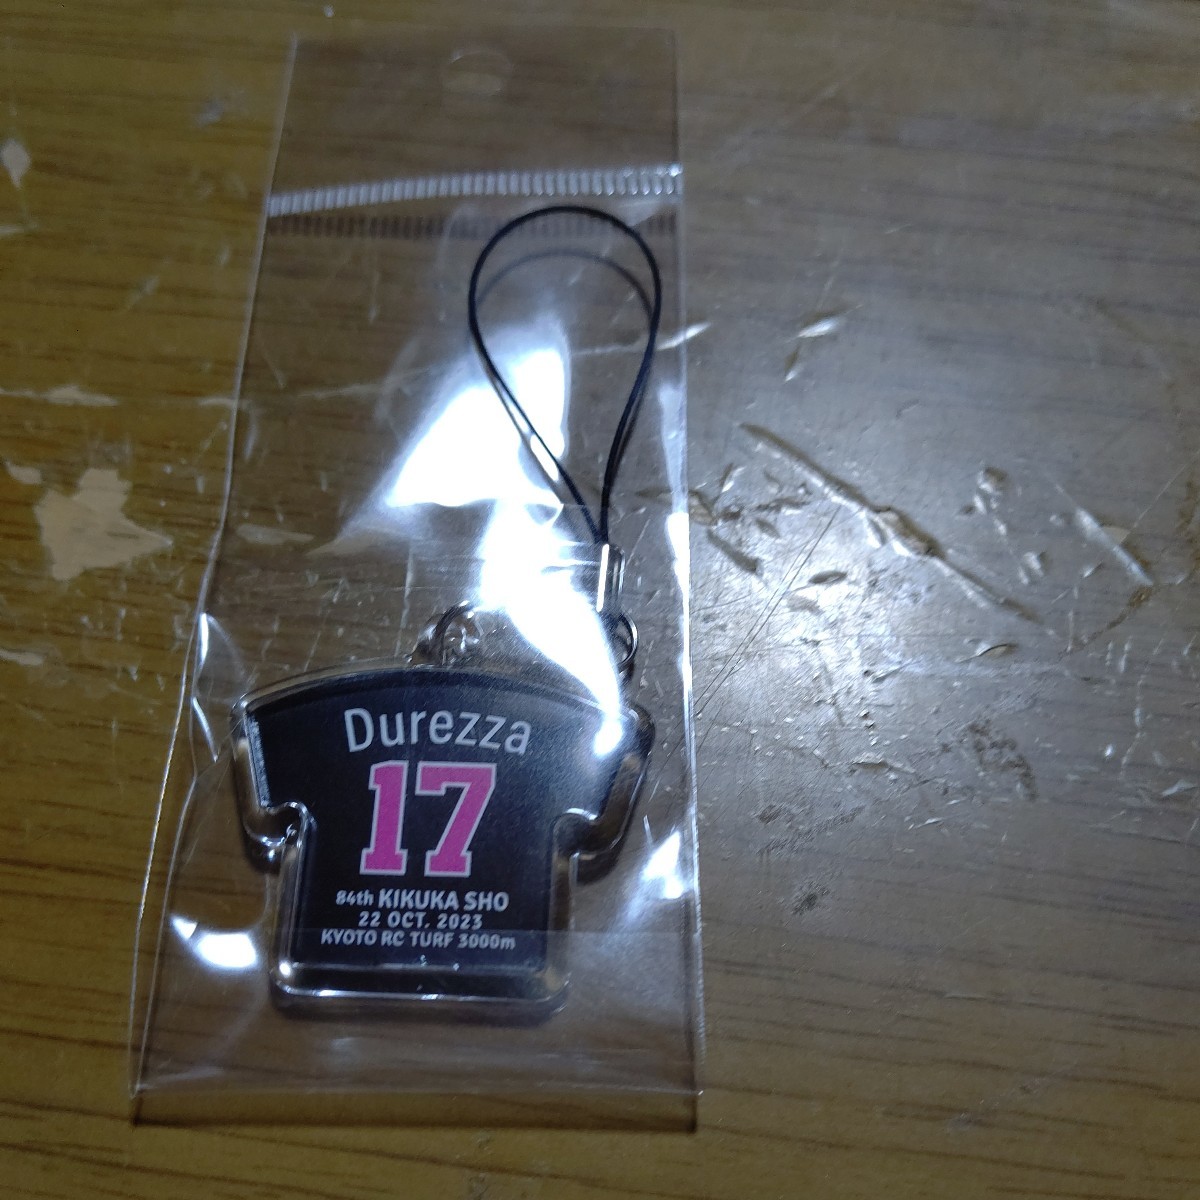 Durezza
17
84th KIKUKA SHO
22 OCT. 2023
KYOTO RC TURF 3000m